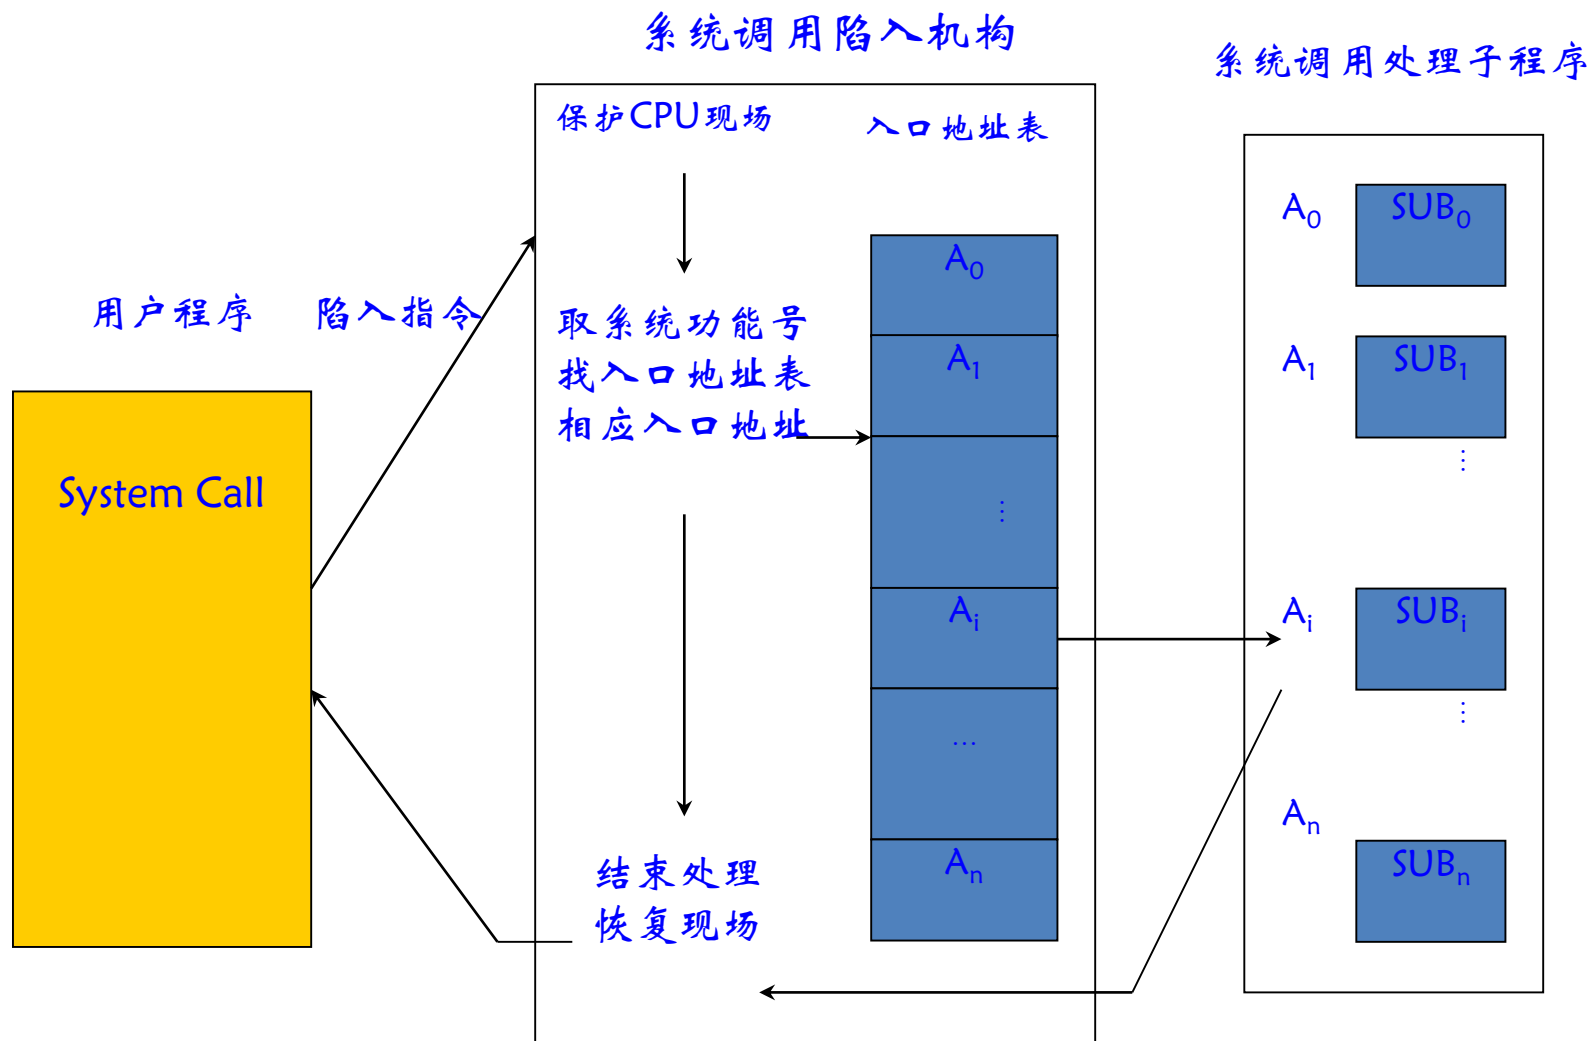 系统调用陷入机构
系统调用处理子程序
保护CPU现场
入口地址表
用户程序
陷入指令
取系统功能号
找入口地址表
相应入口地址
System Call
结束处理
恢复现场
A0
A1
⋮
Ai
…
An
A0
SUB0
A1
SUB1
⋮
Ai
SUBi
⋮
An
SUBn